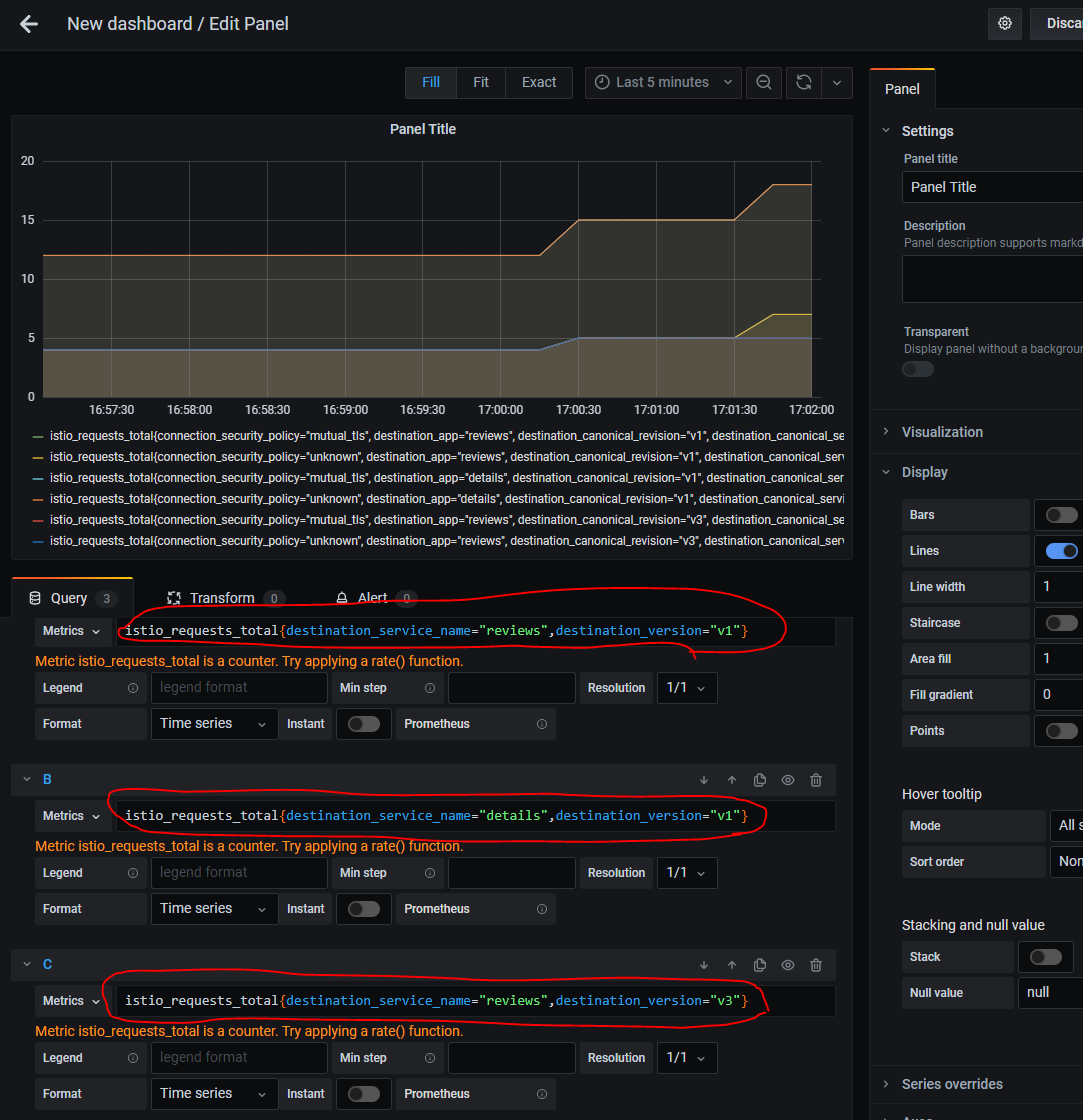 New dashboard / Edit Panel
Fill Fit Exact Last 5 minutes
Panel Title
20
15
10
5
0
16:57:30 16:58:00 16:58:30 16:59:00 16:59:30 17:00:00 17:00:30 17:01:00 17:01:30 17:02:00
istio_requests_total{connection_security_policy="mutual_tls", destination_app="reviews", destination_canonical_revision="v1", destination_canonical_se
istio_requests_total{connection_security_policy="unknown", destination_app="reviews", destination_canonical_revision="v1", destination_canonical_serv
istio_requests_total{connection_security_policy="mutual_tls", destination_app="details", destination_canonical_revision="v1", destination_canonical_ser
istio_requests_total{connection_security_policy="unknown", destination_app="details", destination_canonical_revision="v1", destination_canonical_servi
istio_requests_total{connection_security_policy="mutual_tls", destination_app="reviews", destination_canonical_revision="v3", destination_canonical_se
istio_requests_total{connection_security_policy="unknown", destination_app="reviews", destination_canonical_revision="v3", destination_canonical_serv
Query 3 Transform 0 Alert 0
Metrics istio_requests_total{destination_service_name="reviews",destination_version="v1"}
Metric istio_requests_total is a counter. Try applying a rate() function.
Legend legend format Min step Resolution 1/1
Format Time series Instant Prometheus
B
Metrics istio_requests_total{destination_service_name="details",destination_version="v1"}
Metric istio_requests_total is a counter. Try applying a rate() function.
Legend legend format Min step Resolution 1/1
Format Time series Instant Prometheus
C
Metrics istio_requests_total{destination_service_name="reviews",destination_version="v3"}
Metric istio_requests_total is a counter. Try applying a rate() function.
Legend legend format Min step Resolution 1/1
Format Time series Instant Prometheus
Disca
Panel
Settings
Panel title
Panel Title
Description
Panel description supports markd
Transparent
Display panel without a backgroun
Visualization
Display
Bars
Lines
Line width 1
Staircase
Area fill 1
Fill gradient 0
Points
Hover tooltip
Mode All s
Sort order Non
Stacking and null value
Stack
Null value null
Series overrides